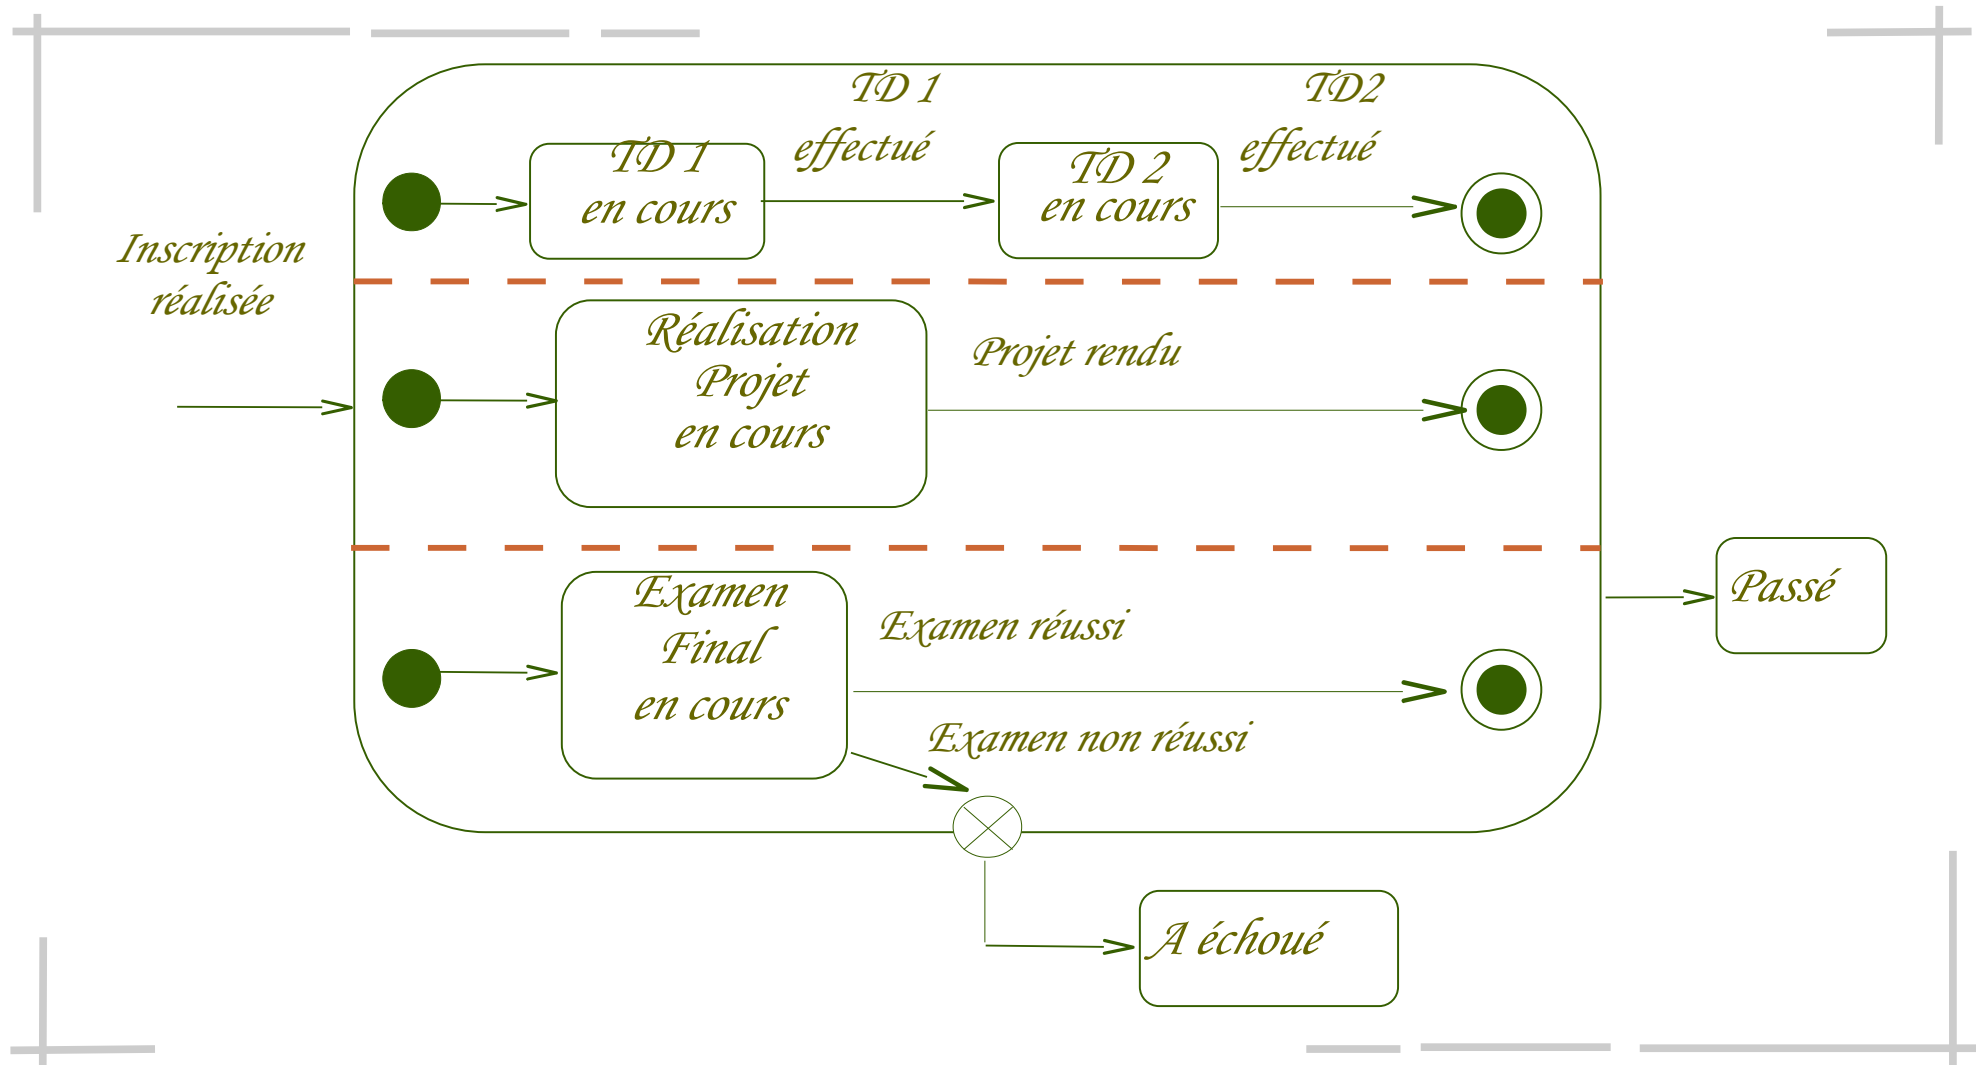 TD 1
effectué
TD2
effectué
TD 1
en cours
TD 2
en cours
Inscription
réalisée
Réalisation
Projet
en cours
Projet rendu
Examen
Final
en cours
Examen réussi
Passé
Examen non réussi
A échoué